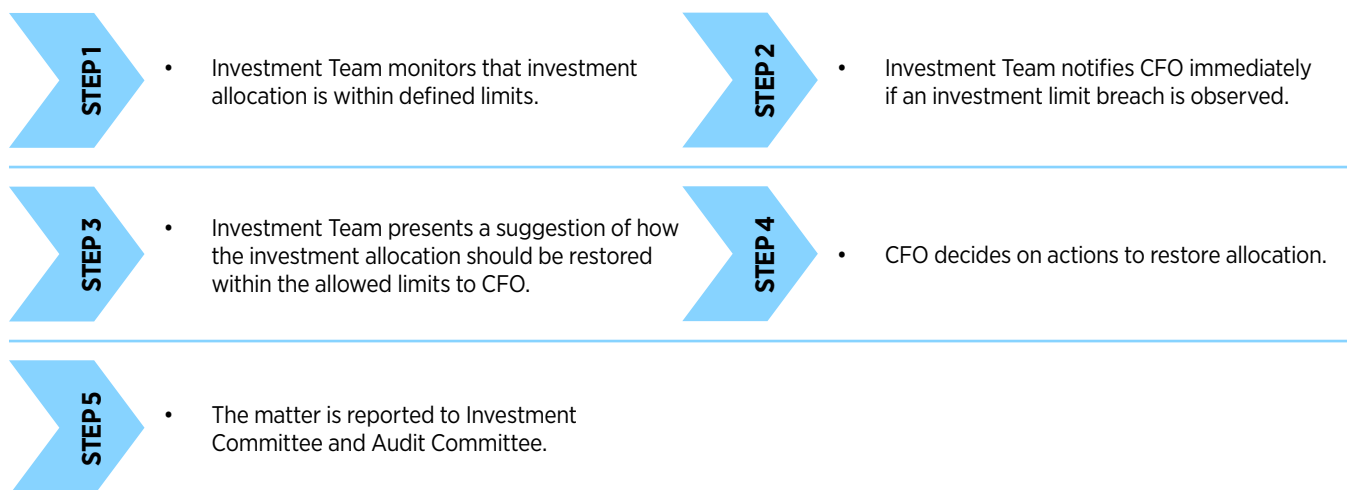 STEP 1
• Investment Team monitors that investment
allocation is within defined limits.
STEP 2
• Investment Team notifies CFO immediately
if an investment limit breach is observed.
STEP 3
• Investment Team presents a suggestion of how
the investment allocation should be restored
within the allowed limits to CFO.
STEP 4
• CFO decides on actions to restore allocation.
STEP 5
• The matter is reported to Investment
Committee and Audit Committee.